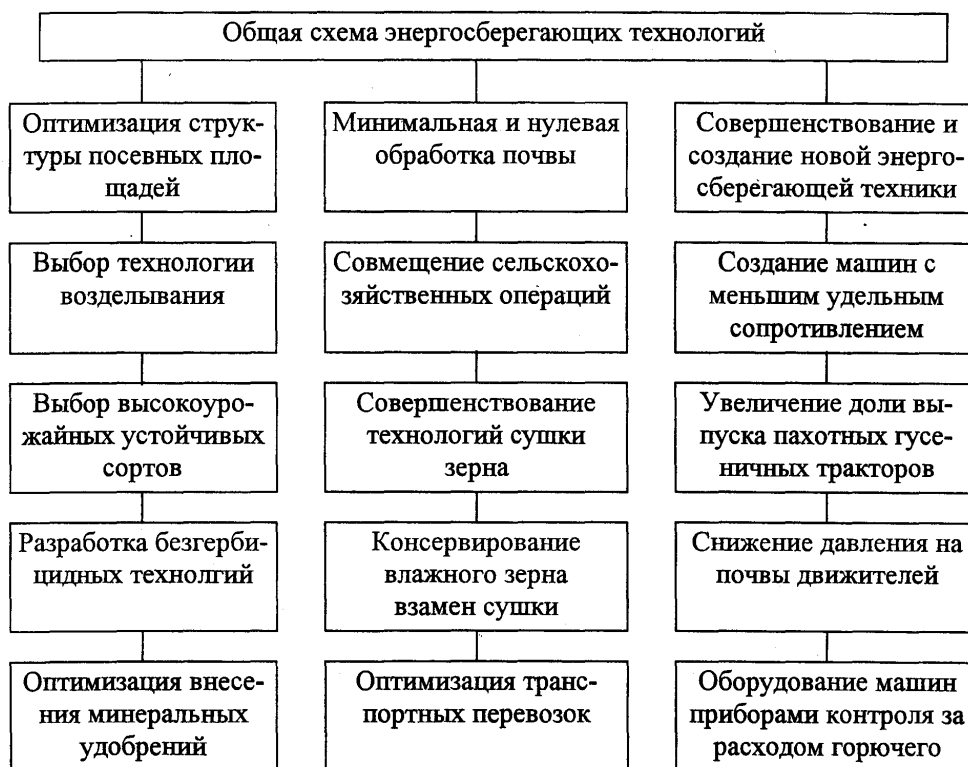 Общая схема энергосберегающих технологий
Оптимизация струк-
туры посевных пло-
щадей
Выбор технологии
возделывания
Выбор высокоуро-
жайных устойчивых
сортов
Разработка безгерби-
цидных технолгий
Оптимизация внесе-
ния минеральных
удобрений
Минимальная и нулевая
обработка почвы
Совмещение сельскохо-
зяйственных операций
Совершенствование
технологий сушки
зерна
Консервирование
влажного зерна
взамен сушки
Оптимизация транс-
портных перевозок
Совершенствование и
создание новой энерго-
сберегающей техники
Создание машин с
меньшим удельным
сопротивлением
Увеличение доли вы-
пуска пахотных гусе-
ничных тракторов
Снижение давления на
почвы движителей
Оборудование машин
приборами контроля за
расходом горючего